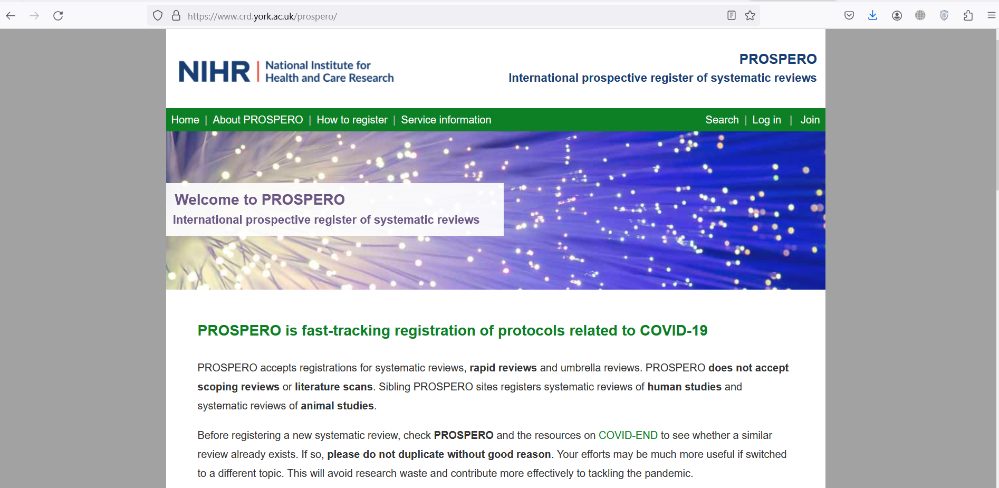 https://www.crd.york.ac.uk/prospero/
NIHR | National Institute for
Health and Care Research
PROSPERO
International prospective register of systematic reviews
Home | About PROSPERO | How to register | Service information
Search | Log in | Join
Welcome to PROSPERO
International prospective register of systematic reviews
PROSPERO is fast-tracking registration of protocols related to COVID-19
PROSPERO accepts registrations for systematic reviews, rapid reviews and umbrella reviews. PROSPERO does not accept
scoping reviews or literature scans. Sibling PROSPERO sites registers systematic reviews of human studies and
systematic reviews of animal studies.
Before registering a new systematic review, check PROSPERO and the resources on COVID-END to see whether a similar
review already exists. If so, please do not duplicate without good reason. Your efforts may be much more useful if switched
to a different topic. This will avoid research waste and contribute more effectively to tackling the pandemic.